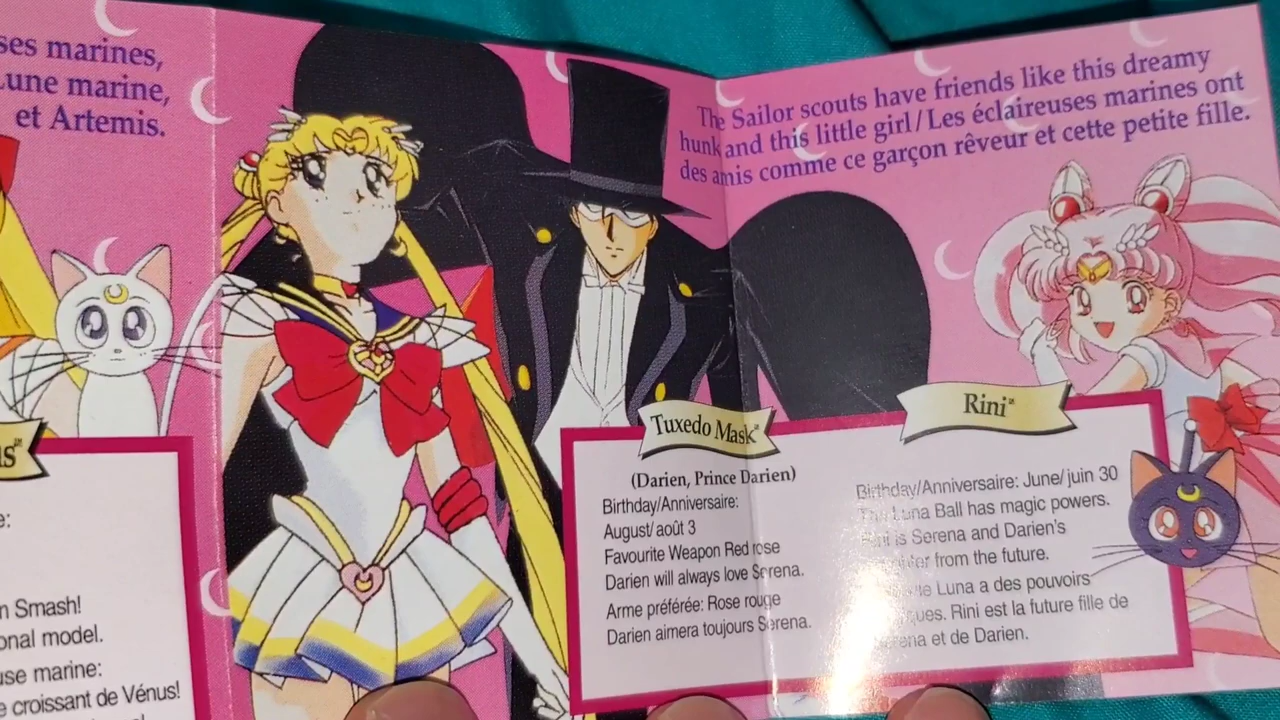 ses marines,
Lune marine,
et Artemis.
The Sailor scouts have friends like this dreamy
hunk and this little girl/Les éclaireuses marines ont
des amis comme ce garçon rêveur et cette petite fille.
n Smash!
onal model.
use marine:
e croissant de Vénus!
Tuxedo Mask
(Darien, Prince Darien)
Birthday/Anniversaire:
August/août 3
Favourite Weapon Red rose
Darien will always love Serena.
Arme préférée: Rose rouge
Darien aimera toujours Serena.
Rini
Birthday/Anniversaire: June/juin 30
The Luna Ball has magic powers.
Rini is Serena and Darien's
from the future.
Luna a des pouvoirs
Rini est la future fille de
Serena et de Darien.